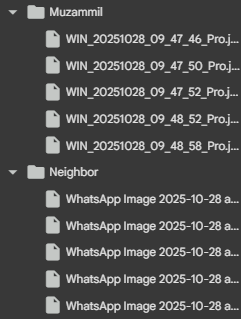 Muzammil
WIN_20251028_09_47_46_Pro.j...
WIN_20251028_09_47_50_Pro.j...
WIN_20251028_09_47_52_Pro.j...
WIN_20251028_09_48_52_Pro.j...
WIN_20251028_09_48_58_Pro.j...
Neighbor
WhatsApp Image 2025-10-28 a...
WhatsApp Image 2025-10-28 a...
WhatsApp Image 2025-10-28 a...
WhatsApp Image 2025-10-28 a...
WhatsApp Image 2025-10-28 a...